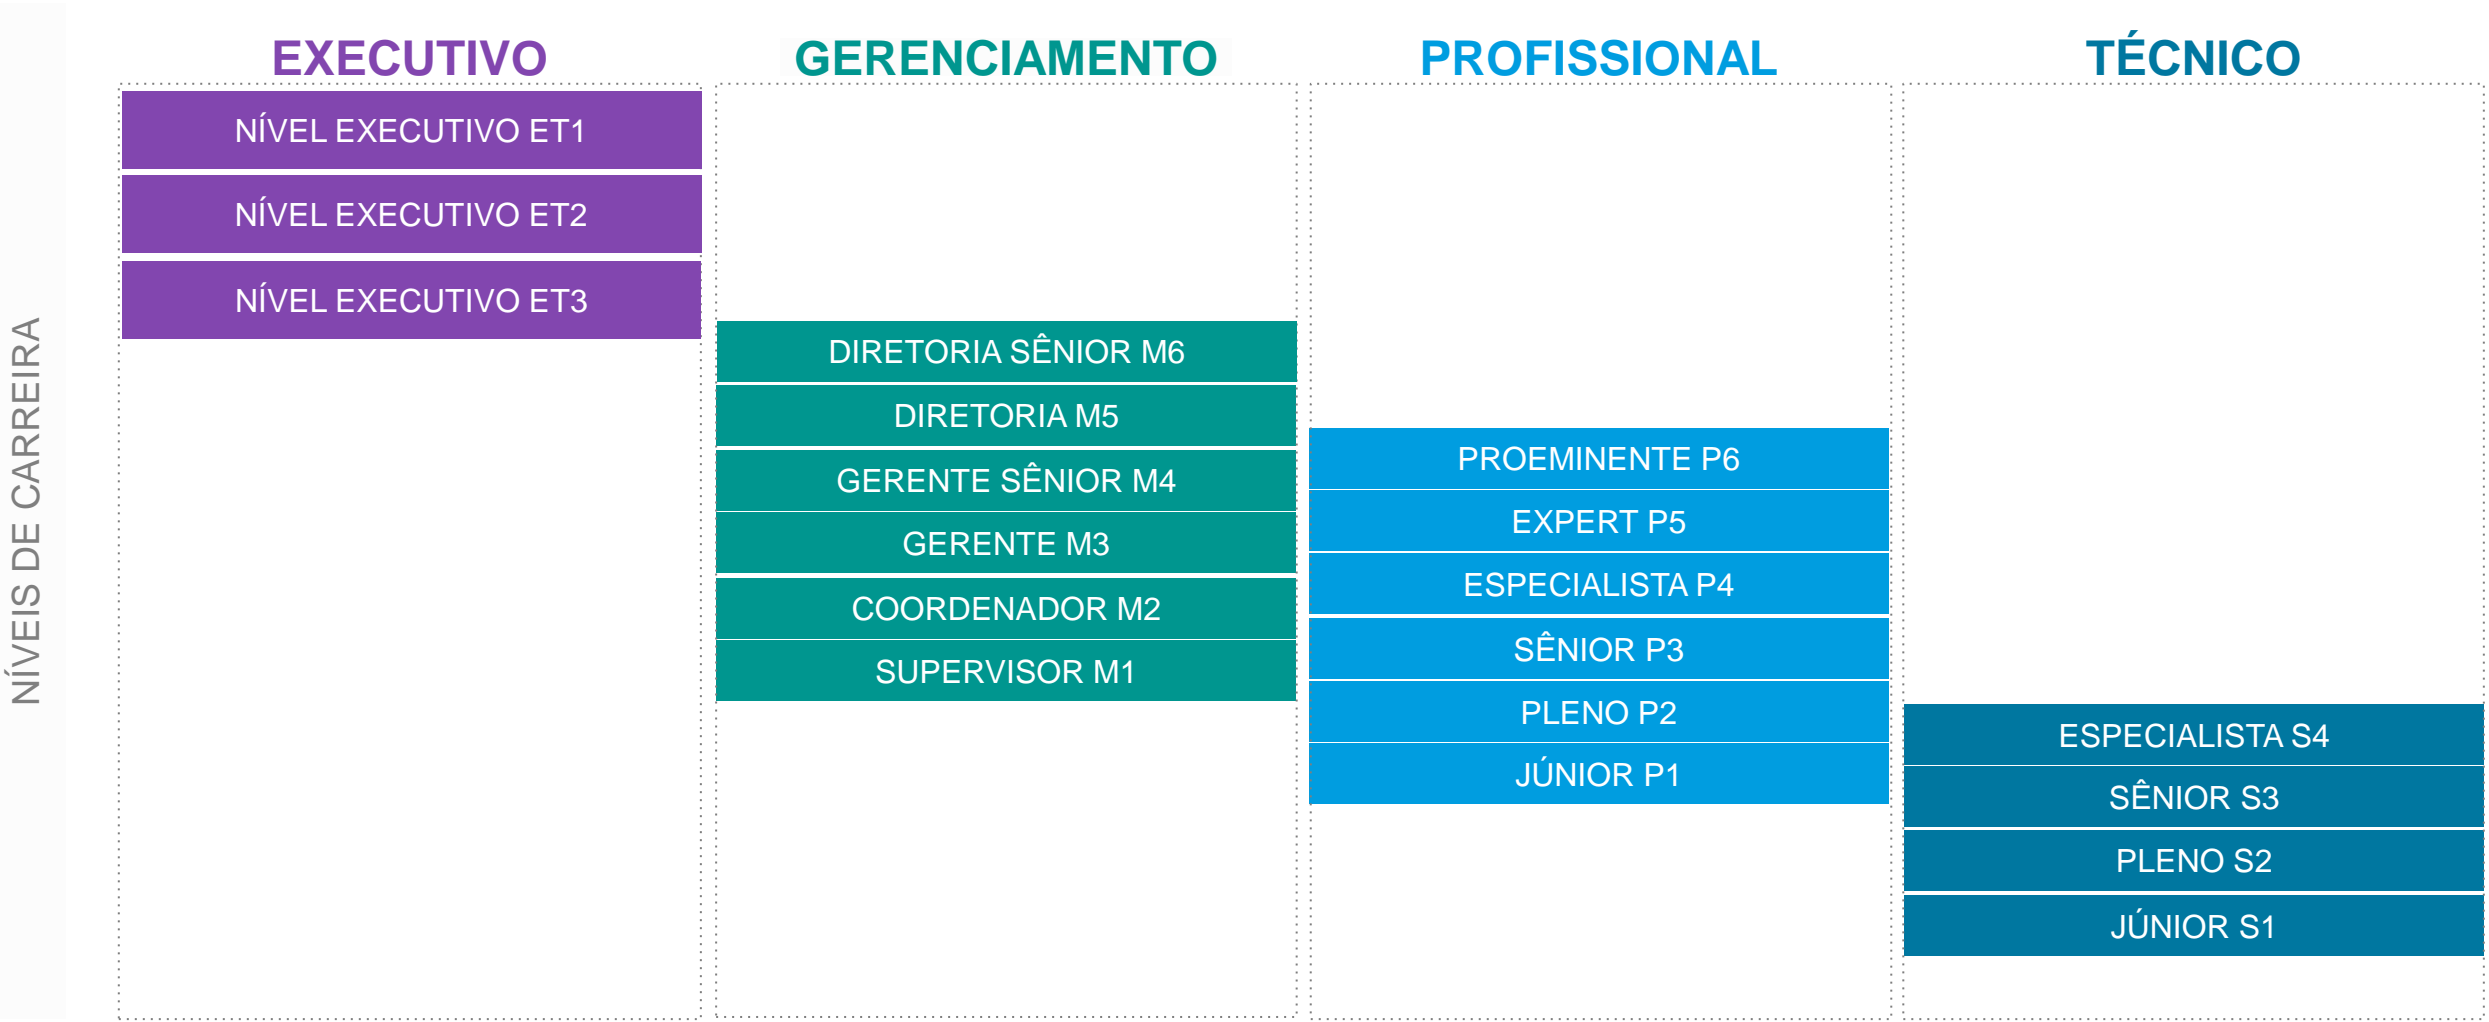 NÍVEIS DE CARREIRA
EXECUTIVO
NÍVEL EXECUTIVO ET1
NÍVEL EXECUTIVO ET2
NÍVEL EXECUTIVO ET3
GERENCIAMENTO
DIRETORIA SÊNIOR M6
DIRETORIA M5
GERENTE SÊNIOR M4
GERENTE M3
COORDENADOR M2
SUPERVISOR M1
PROFISSIONAL
PROEMINENTE P6
EXPERT P5
ESPECIALISTA P4
SÊNIOR P3
PLENO P2
JÚNIOR P1
TÉCNICO
ESPECIALISTA S4
SÊNIOR S3
PLENO S2
JÚNIOR S1